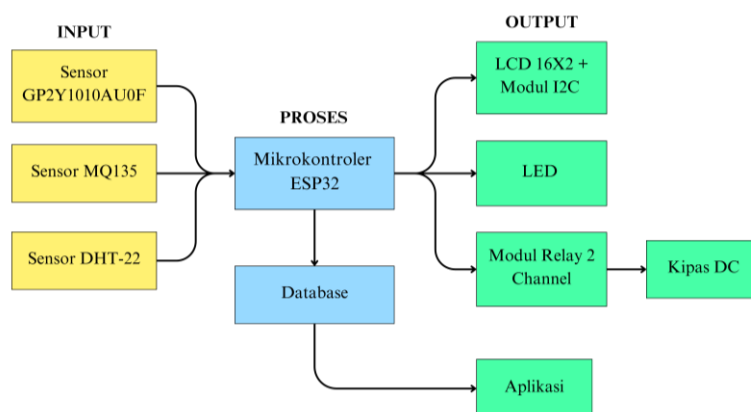 INPUT
Sensor
GP2Y1010AU0F
Sensor MQ135
Sensor DHT-22
PROSES
Mikrokontroler
ESP32
Database
OUTPUT
LCD 16X2 +
Modul I2C
LED
Modul Relay 2
Channel
Kipas DC
Aplikasi